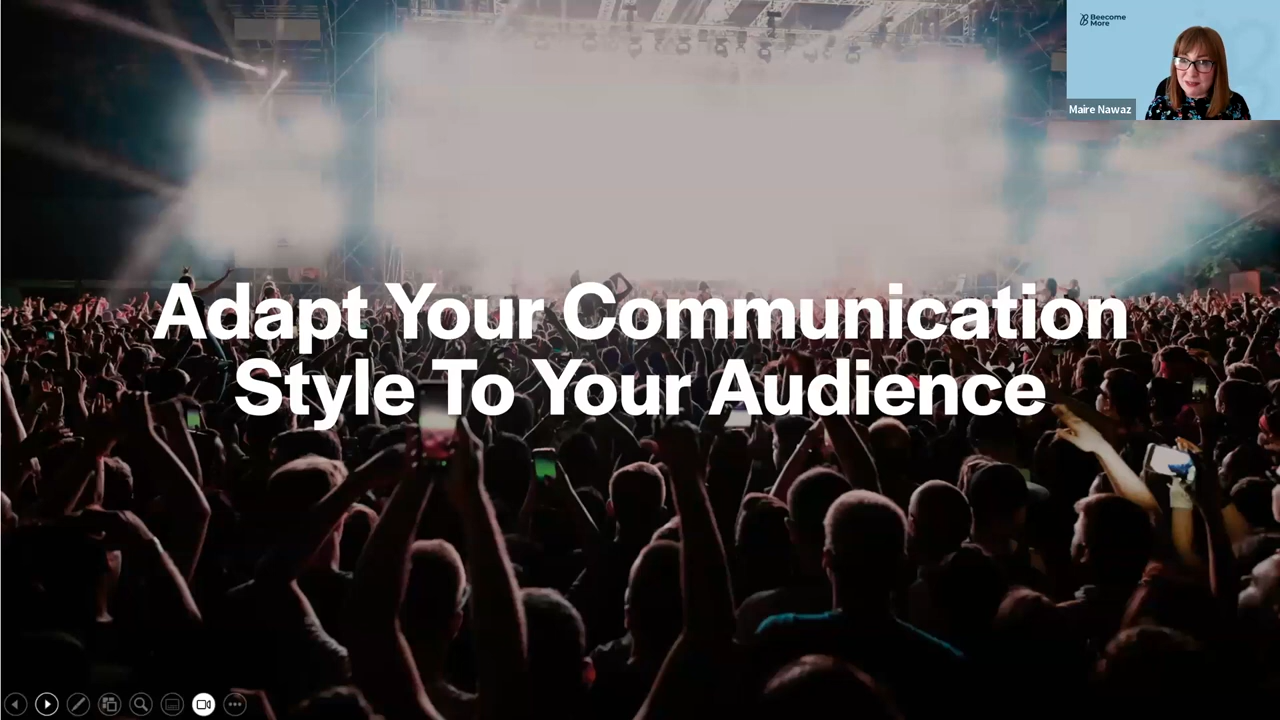 Beecome
More
Maire Nawaz
Adapt Your Communication
Style To Your Audience